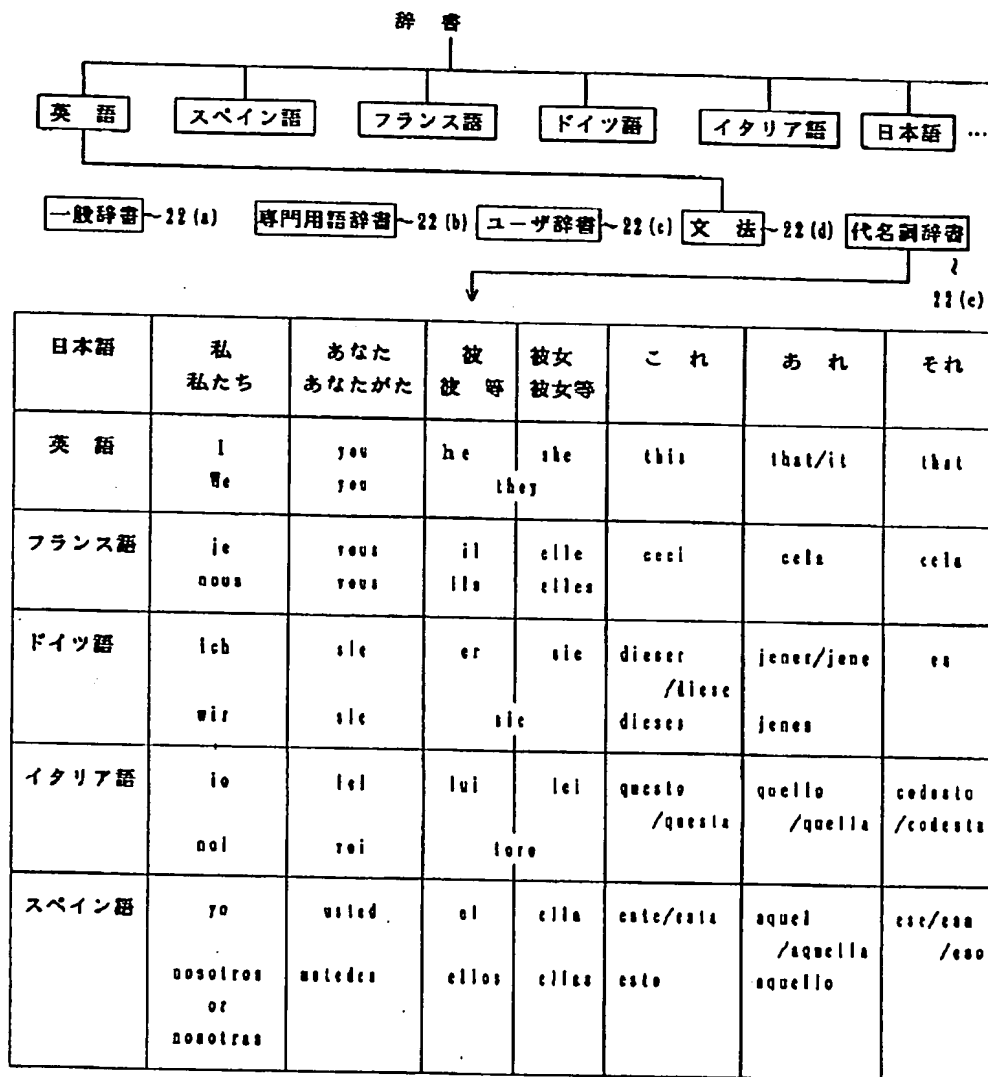 辞書
英語 スペイン語 フランス語 ドイツ語 イタリア語 日本語 …
一般辞書~22(a) 専門用語辞書~22(b) ユーザ辞書~22(c) 文法~22(d) 代名詞辞書
~
22(e)
日本語 私 あなた 彼 彼女 これ あれ それ
私たち あなたがた 彼等 彼女等
英語 I you he she this that/it that
We you they
フランス語 je vous il elle ceci cela cela
nous vous ils elles
ドイツ語 ich sie er sie dieser jener/jene es
/diese
wir sie sie dieses jenes
イタリア語 io lei lui lei questo quello codesto
/questa /quella /codesta
noi voi loro
スペイン語 yo usted el ella este/esta aquel ese/esa
/aquella /eso
nosotros ustedes ellos ellas esto aquello
or
nosotras